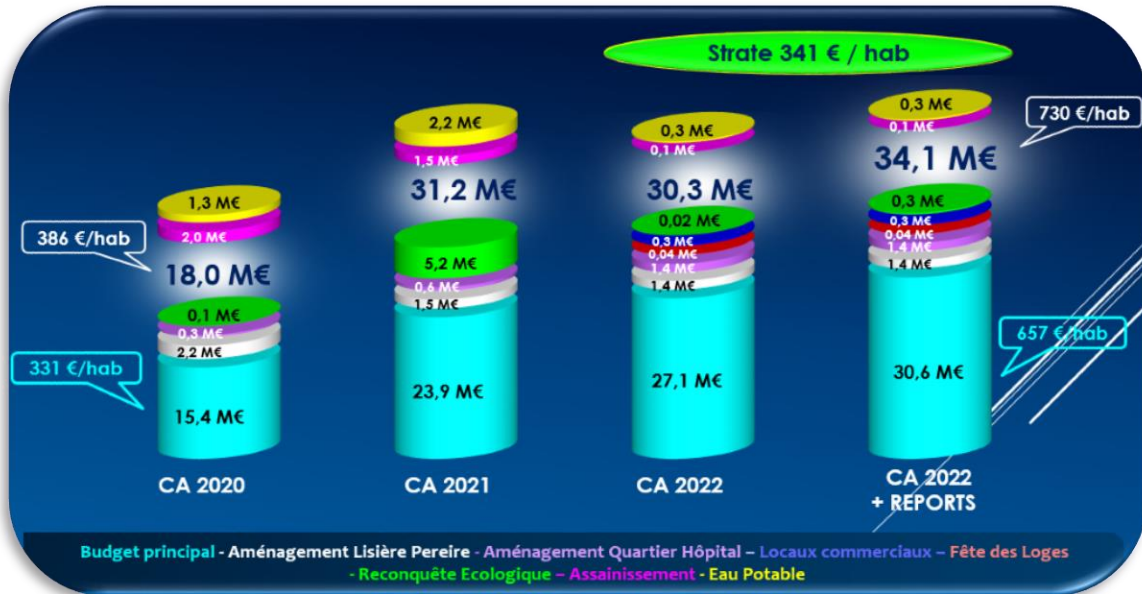 Strate 341 € / hab
386 €/hab
331 €/hab
1,3 M€
2,0 M€
18,0 M€
0,1 M€
0,3 M€
2,2 M€
15,4 M€
CA 2020
2,2 M€
1,5 M€
31,2 M€
5,2 M€
0,6 M€
1,5 M€
23,9 M€
CA 2021
0,3 M€
0,1 M€
30,3 M€
0,02 M€
0,3 M€
0,04 M€
1,4 M€
1,4 M€
27,1 M€
CA 2022
0,3 M€
0,1 M€
34,1 M€
0,3 M€
0,3 M€
0,04 M€
1,4 M€
1,4 M€
30,6 M€
CA 2022
+ REPORTS
730 €/hab
657 €/hab
Budget principal - Aménagement Lisière Pereire - Aménagement Quartier Hôpital – Locaux commerciaux – Fête des Loges
- Reconquête Ecologique – Assainissement - Eau Potable